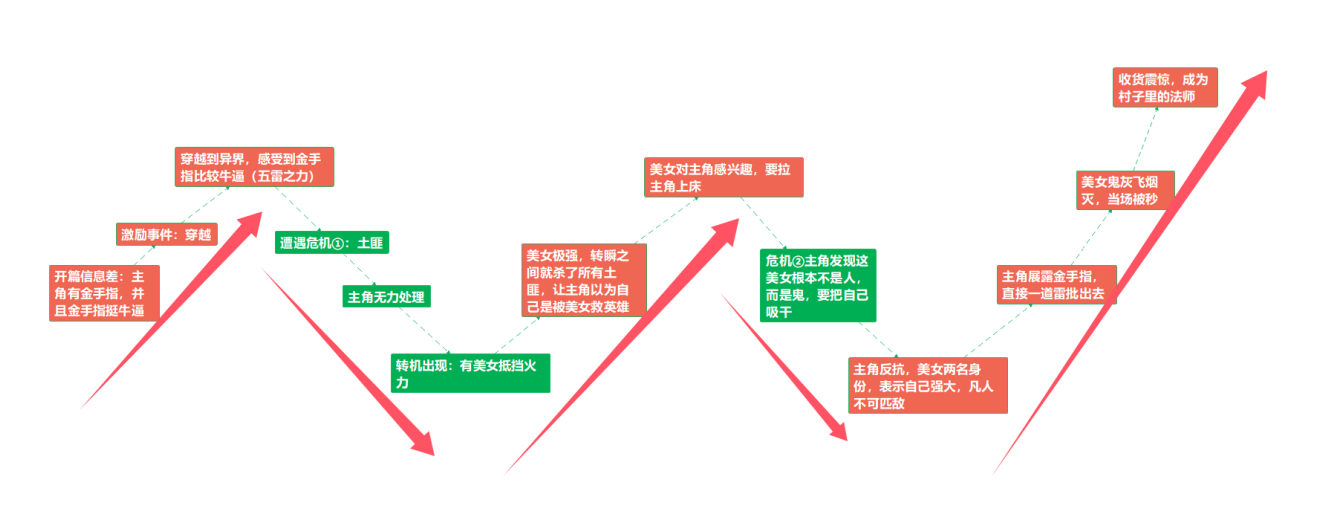 开篇信息差：主
角有金手指，并
且金手指挺牛逼
激励事件：穿越
穿越到异界，感受到金手
指比较牛逼（五雷之力）
遭遇危机①：土匪
主角无力处理
转机出现：有美女抵挡火
力
美女极强，转瞬之
间就杀了所有土
匪，让主角以为自
己是被美女救英雄
美女对主角感兴趣，要拉
主角上床
危机②主角发现这
美女根本不是人，
而是鬼，要把自己
吸干
主角反抗，美女两名身
份，表示自己强大，凡人
不可匹敌
主角展露金手指，
直接一道雷批出去
美女鬼灰飞烟
灭，当场被秒
收货震惊，成为
村子里的法师